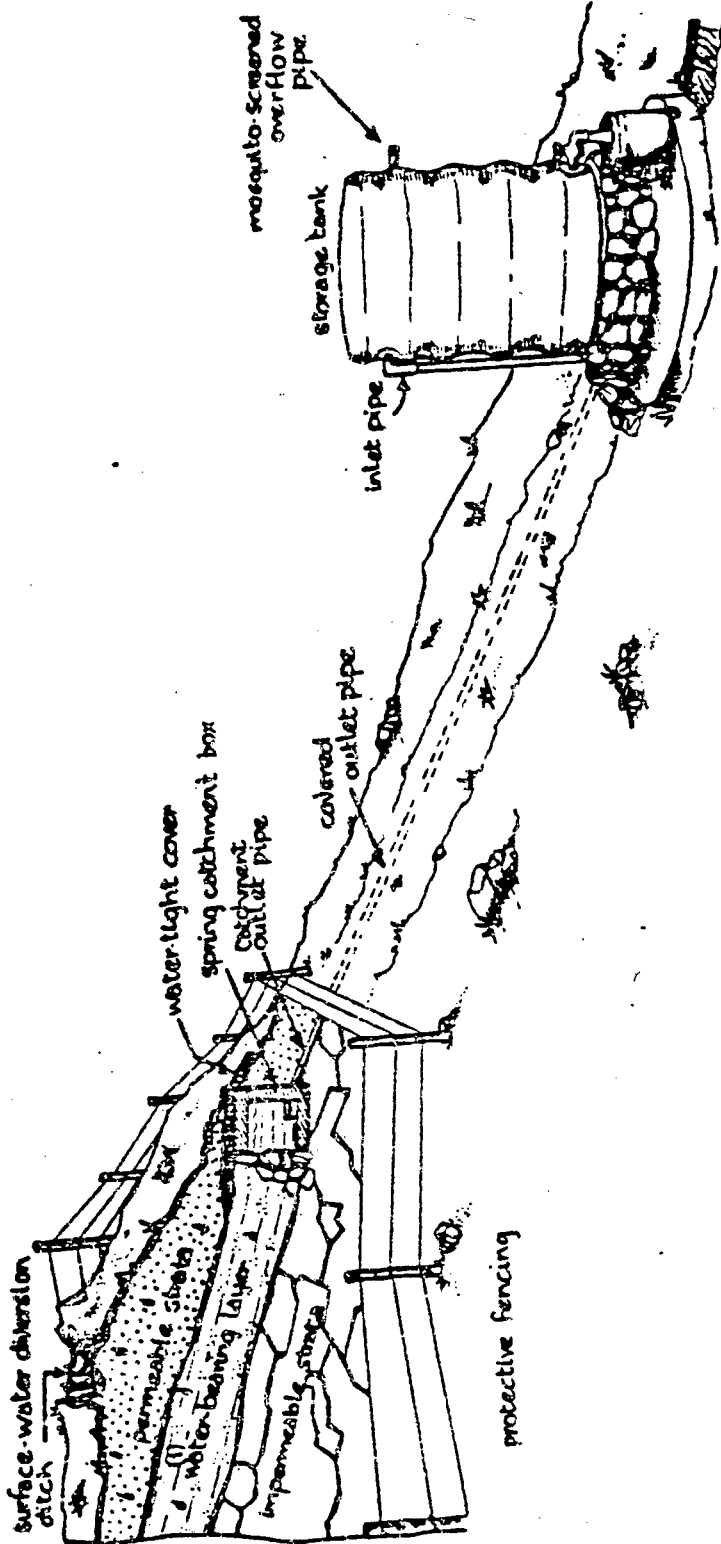 surface-water diversion
ditch
permeable strata
water-bearing layer
impermeable strata
protective fencing
water-tight cover
spring catchment box
catchment
outlet pipe
covered
outlet pipe
inlet pipe
storage tank
mosquito-screened
overflow
pipe